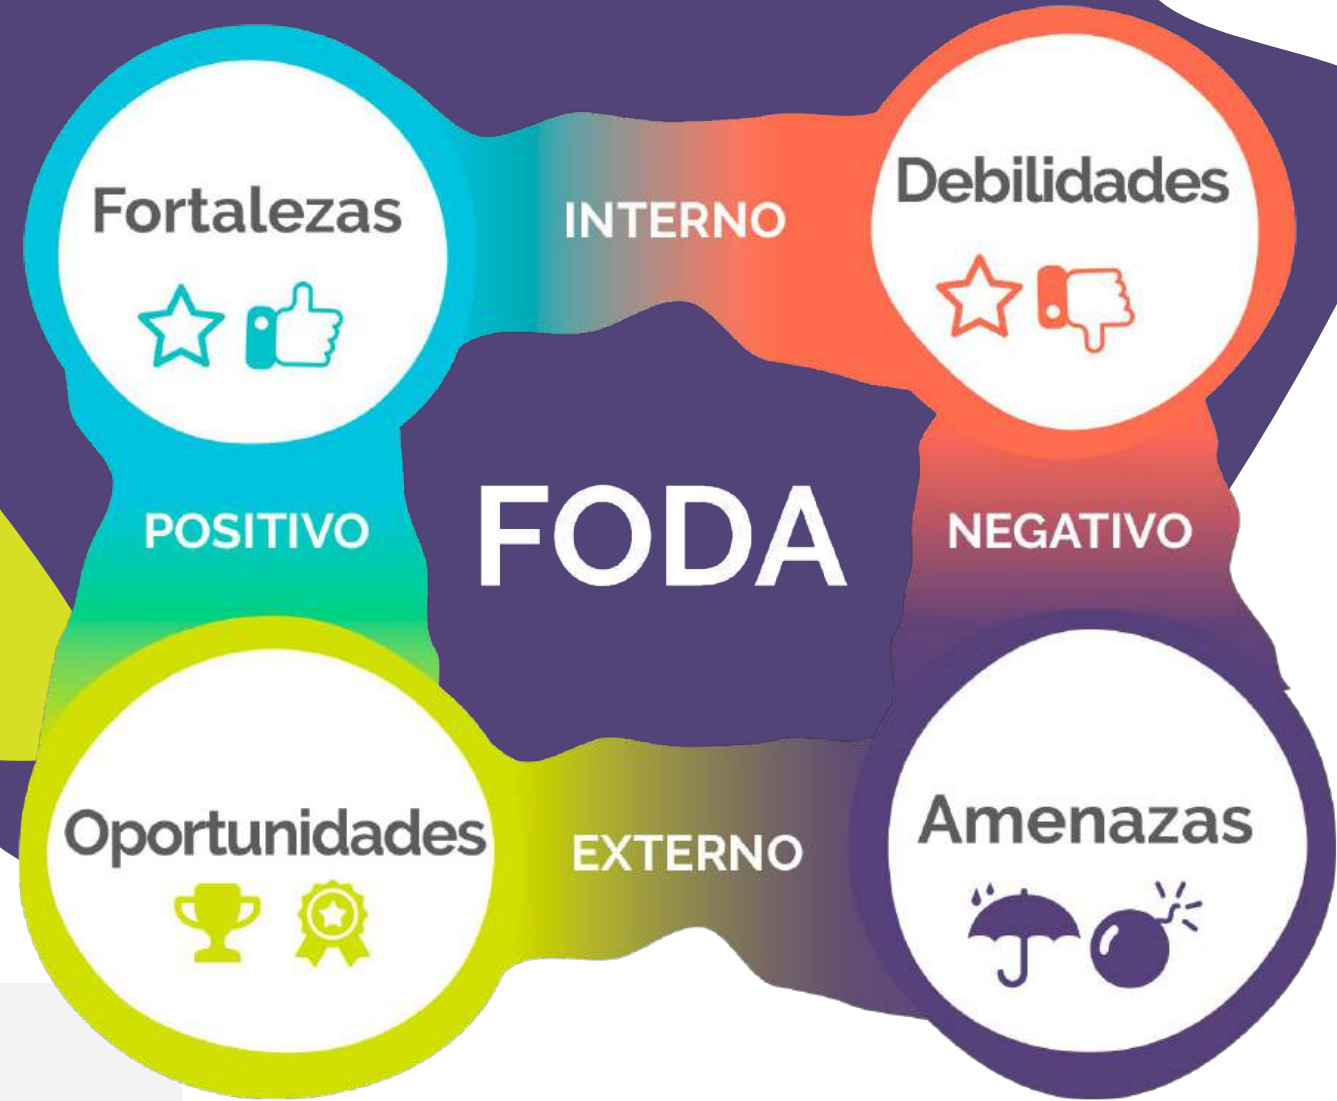 Fortalezas
INTERNO
Debilidades
POSITIVO
FODA
NEGATIVO
Oportunidades
EXTERNO
Amenazas